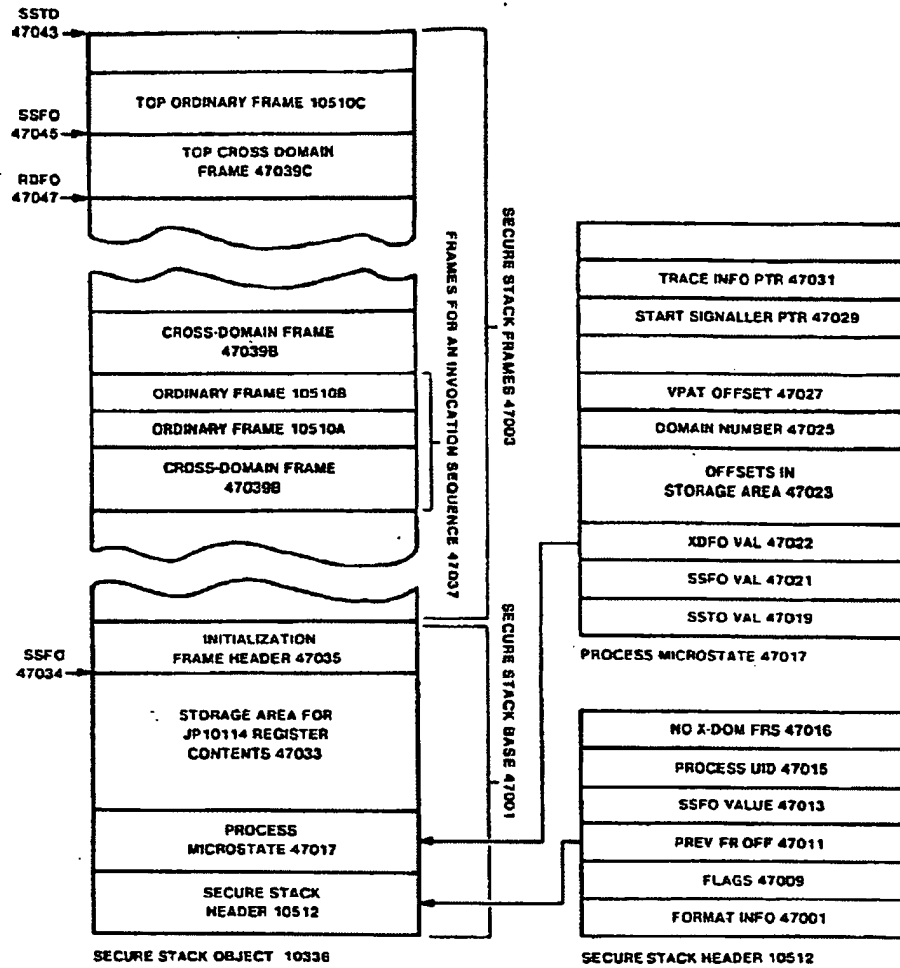 SSTO
47043
TOP ORDINARY FRAME 10510C
SSFO
47045
TOP CROSS DOMAIN
FRAME 47039C
RDFO
47047
CROSS-DOMAIN FRAME
47039B
ORDINARY FRAME 10510B
ORDINARY FRAME 10510A
CROSS-DOMAIN FRAME
47039B
INITIALIZATION
FRAME HEADER 47035
SSFO
47034
STORAGE AREA FOR
JP10114 REGISTER
CONTENTS 47033
PROCESS
MICROSTATE 47017
SECURE STACK
HEADER 10512
SECURE STACK OBJECT 10336
FRAMES FOR AN INVOCATION SEQUENCE 47037
SECURE STACK FRAMES 47003
SECURE STACK BASE 47001
TRACE INFO PTR 47031
START SIGNALLER PTR 47029
VPAT OFFSET 47027
DOMAIN NUMBER 47025
OFFSETS IN
STORAGE AREA 47023
XDFO VAL 47022
SSFO VAL 47021
SSTO VAL 47019
PROCESS MICROSTATE 47017
NO X-DOM FRS 47016
PROCESS UID 47015
SSFO VALUE 47013
PREV FR OFF 47011
FLAGS 47009
FORMAT INFO 47001
SECURE STACK HEADER 10512